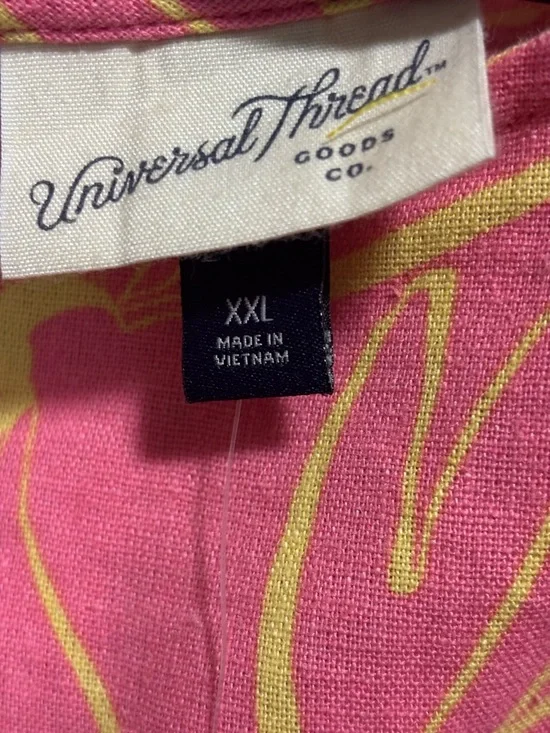 Universal Thread™
GOODS
CO.
XXL
MADE IN
VIETNAM